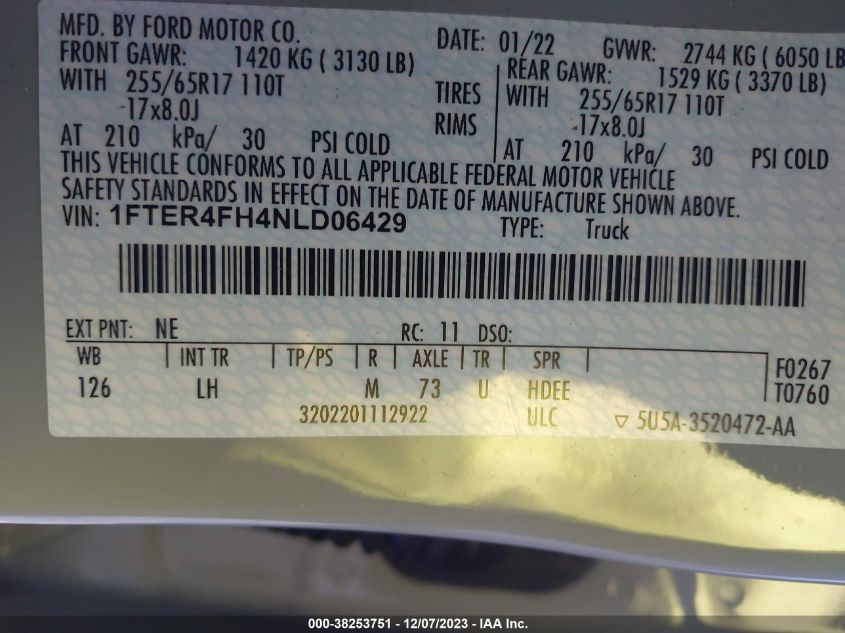 MFD. BY FORD MOTOR CO.
DATE: 01/22 GVWR: 2744 KG ( 6050 LB
FRONT GAWR: 1420 KG ( 3130 LB)
REAR GAWR: 1529 KG ( 3370 LB)
WITH 255/65R17 110T TIRES WITH 255/65R17 110T
17x8.0J RIMS 17x8.0J
AT 210 kPa/ 30 PSI COLD AT 210 kPa/ 30 PSI COLD
THIS VEHICLE CONFORMS TO ALL APPLICABLE FEDERAL MOTOR VEHICLE
SAFETY STANDARDS IN EFFECT ON THE DATE OF MANUFACTURE SHOWN ABOVE.
VIN: 1FTER4FH4NLD06429 TYPE: Truck
EXT PNT: NE RC: 11 DSO:
WB INT TR TP/PS R AXLE TR SPR F0267
126 LH M 73 U HDEE T0760
3202201112922 ULC ▽ 5U5A-3520472-AA
000-38253751 - 12/07/2023 - IAA Inc.